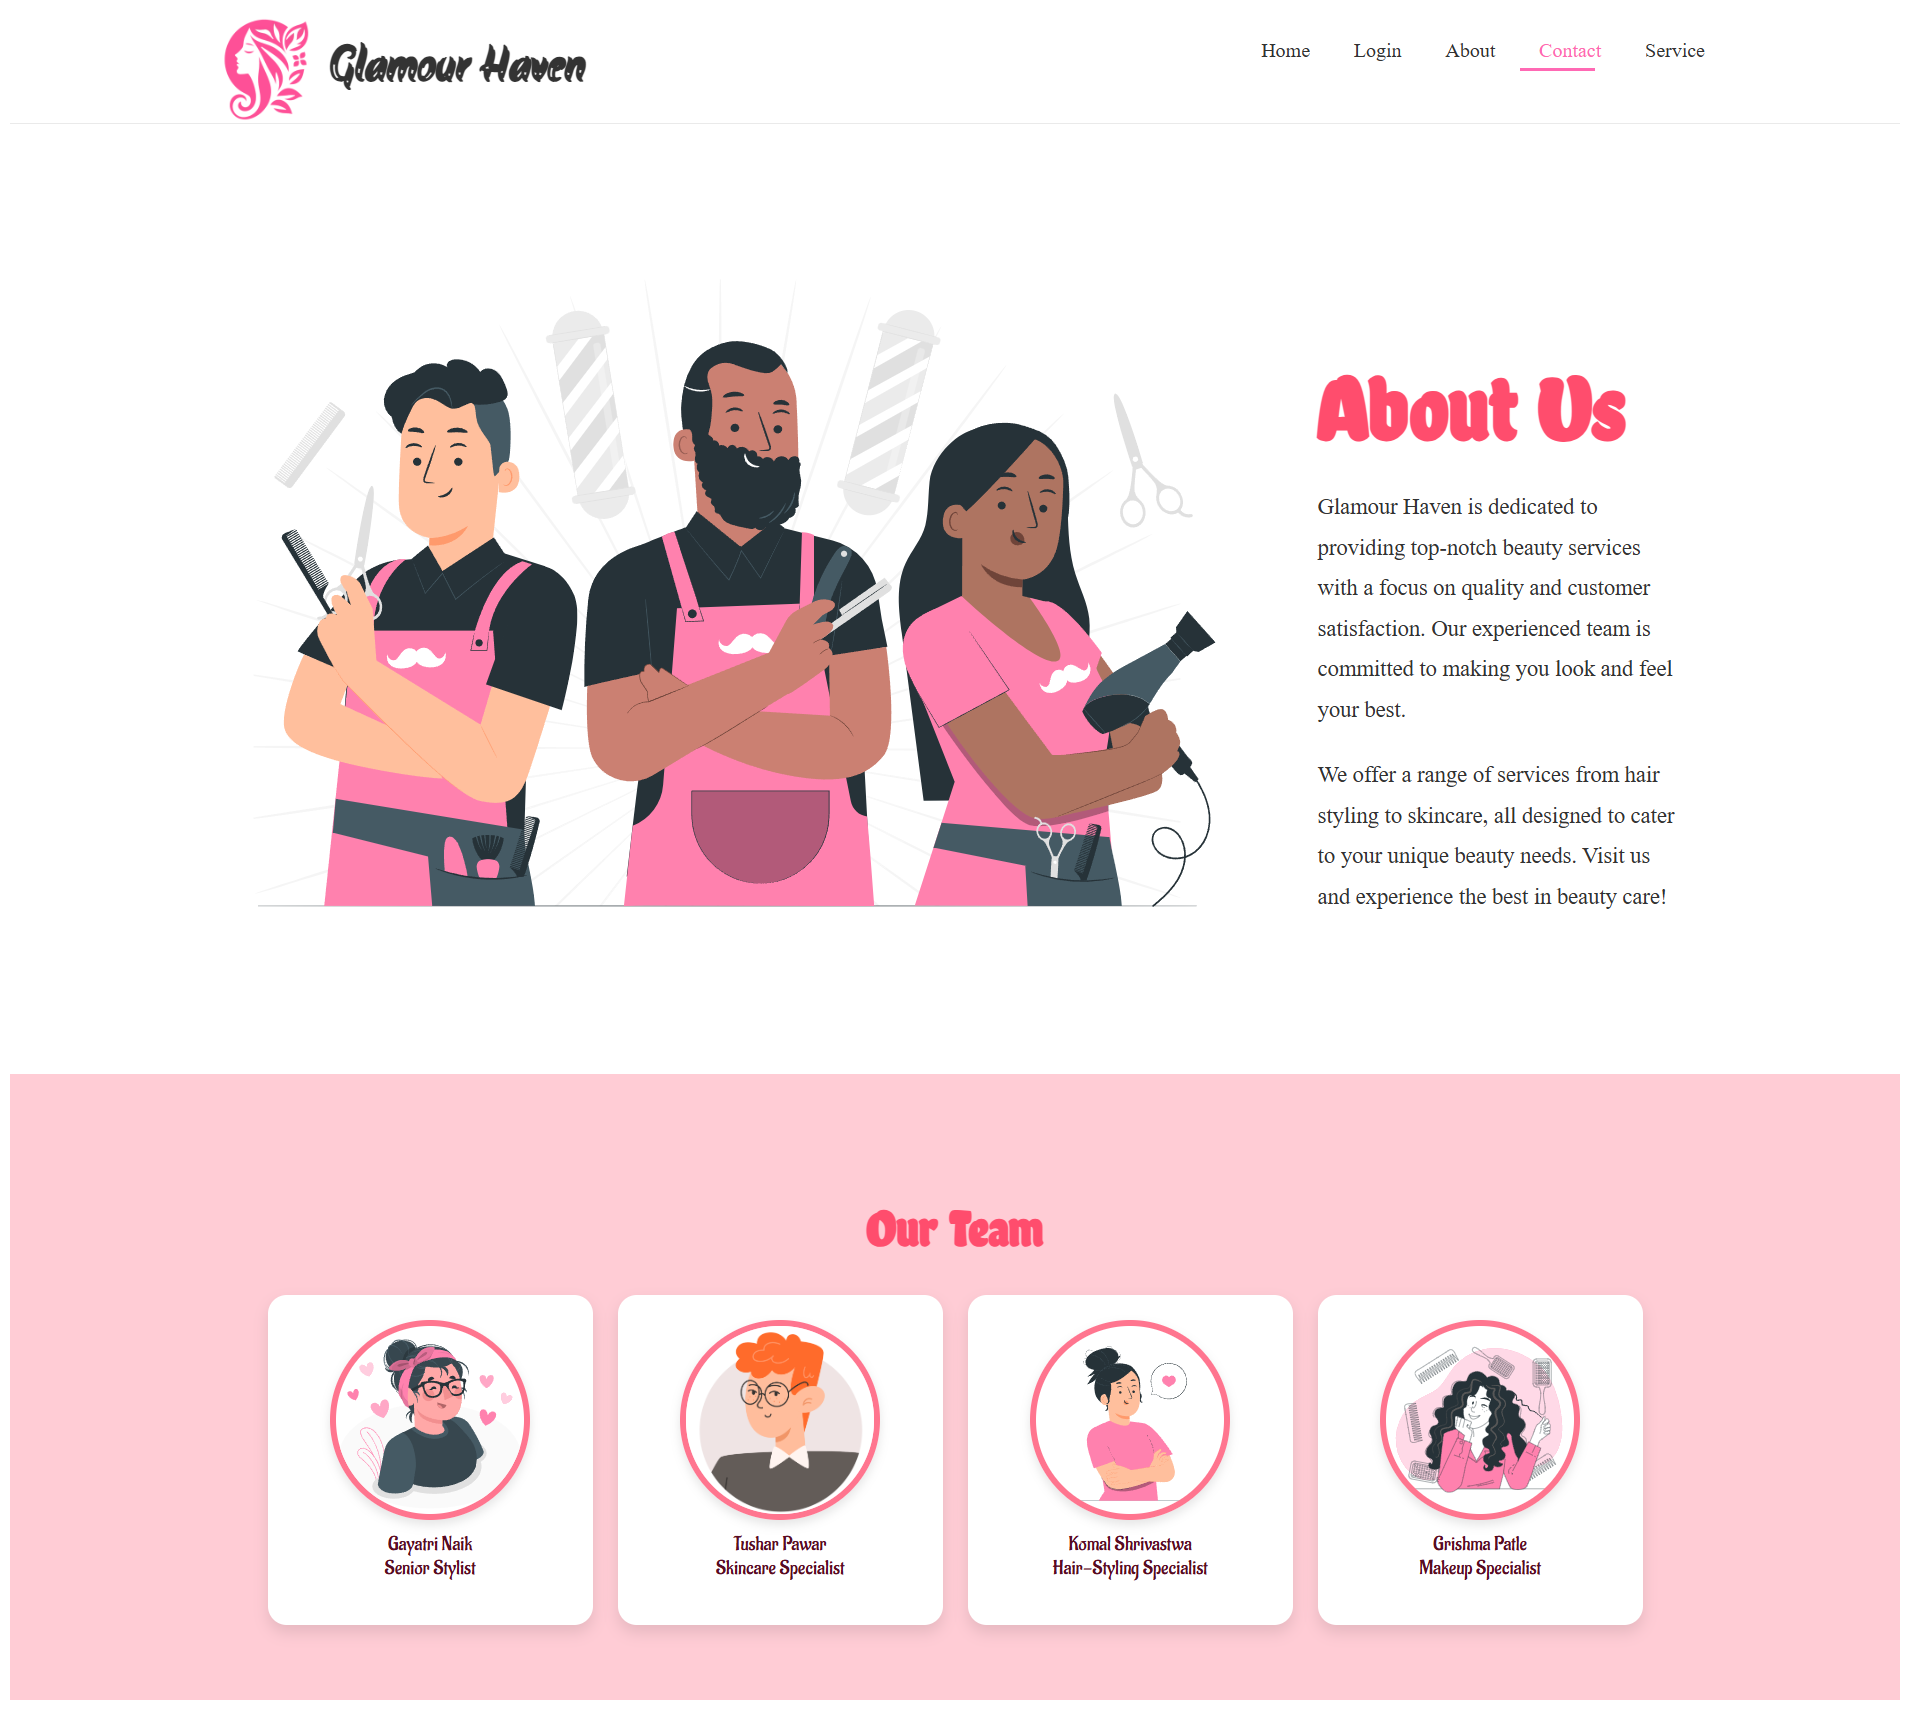 Glamour Haven
Home Login About Contact Service
About Us
Glamour Haven is dedicated to
providing top-notch beauty services
with a focus on quality and customer
satisfaction. Our experienced team is
committed to making you look and feel
your best.
We offer a range of services from hair
styling to skincare, all designed to cater
to your unique beauty needs. Visit us
and experience the best in beauty care!
Our Team
Gayatri Naik
Senior Stylist
Tushar Pawar
Skincare Specialist
Komal Shrivastwa
Hair-Styling Specialist
Grishma Patle
Makeup Specialist